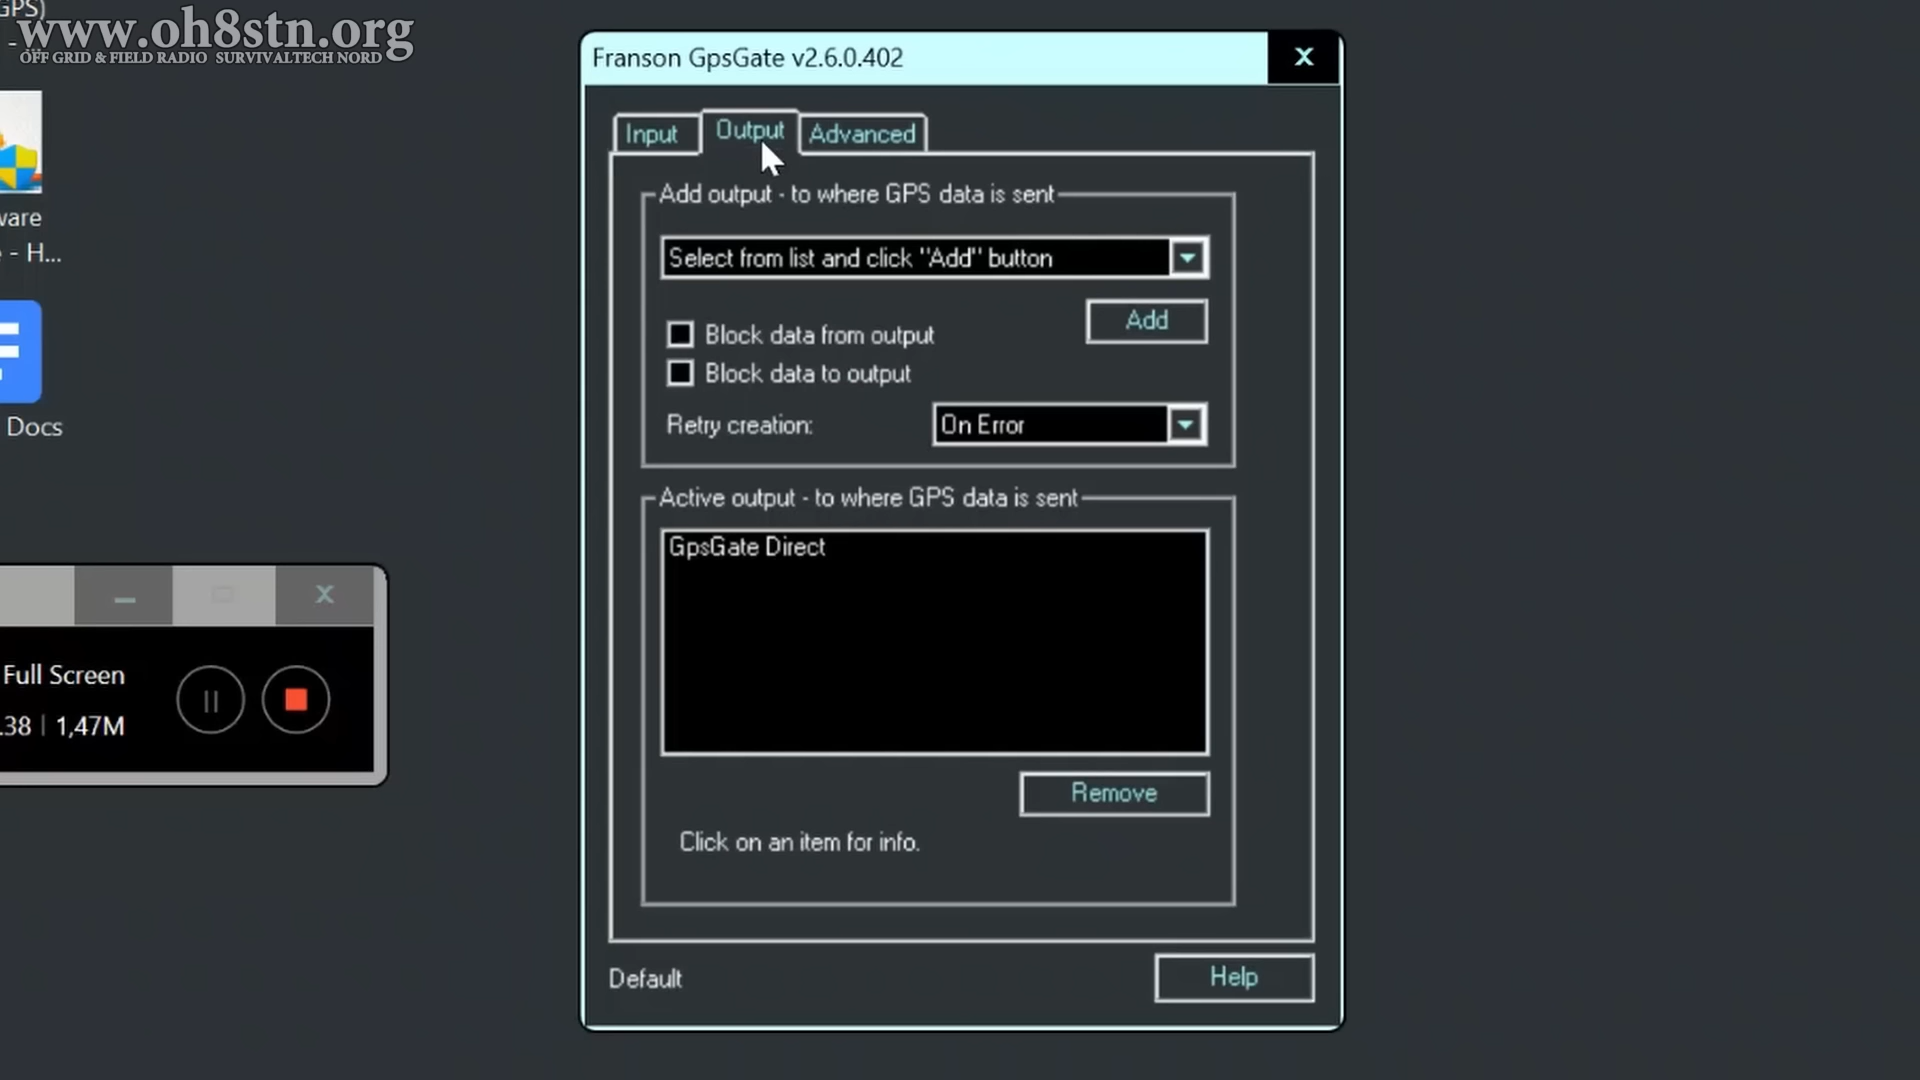 GPS)
www.oh8stn.org
OFF GRID & FIELD RADIO SURVIVALTECH NORD
ware
- H...
Docs
Full Screen
.38 | 1,47M
Franson GpsGate v2.6.0.402
X
Input
Output
Advanced
Add output - to where GPS data is sent
Select from list and click "Add" button
Add
Block data from output
Block data to output
Retry creation:
On Error
Active output - to where GPS data is sent
GpsGate Direct
Remove
Click on an item for info.
Default
Help